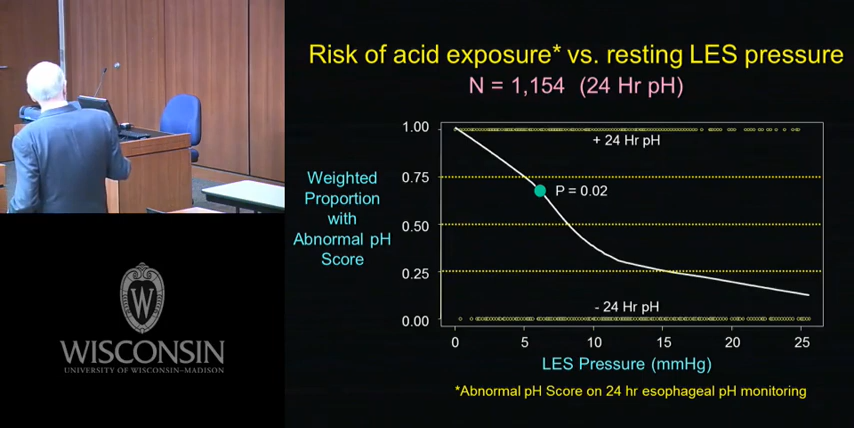 Risk of acid exposure* vs. resting LES pressure
N = 1,154 (24 Hr pH)
Weighted
Proportion
with
Abnormal pH
Score
1.00
0.75
0.50
0.25
0.00
+ 24 Hr pH
P = 0.02
- 24 Hr pH
0 5 10 15 20 25
LES Pressure (mmHg)
*Abnormal pH Score on 24 hr esophageal pH monitoring
W
WISCONSIN
UNIVERSITY OF WISCONSIN–MADISON